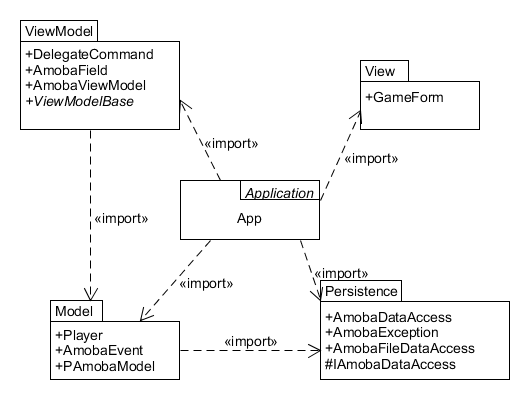 ViewModel
+DelegateCommand
+AmobaField
+AmobaViewModel
+ViewModelBase
View
+GameForm
«import»
«import»
Application
App
«import»
«import»
«import»
Model
+Player
+AmobaEvent
+PAmobaModel
«import»
Persistence
+AmobaDataAccess
+AmobaException
+AmobaFileDataAccess
#IAmobaDataAccess